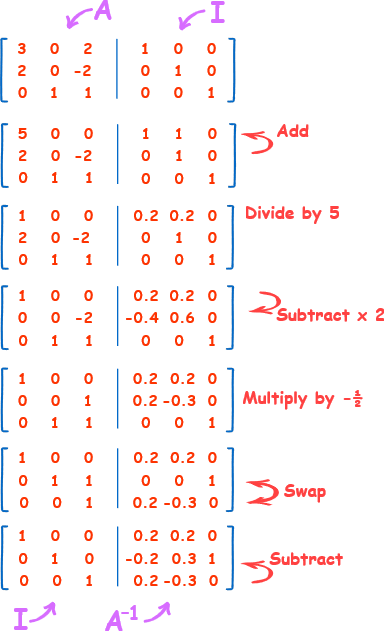 A I
3 0 2 1 0 0
2 0 -2 0 1 0
0 1 1 0 0 1
5 0 0 1 1 0 Add
2 0 -2 0 1 0
0 1 1 0 0 1
1 0 0 0.2 0.2 0 Divide by 5
2 0 -2 0 1 0
0 1 1 0 0 1
1 0 0 0.2 0.2 0
0 0 -2 -0.4 0.6 0 Subtract x 2
0 1 1 0 0 1
1 0 0 0.2 0.2 0
0 0 1 0.2 -0.3 0 Multiply by -½
0 1 1 0 0 1
1 0 0 0.2 0.2 0
0 1 1 0 0 1
0 0 1 0.2 -0.3 0 Swap
1 0 0 0.2 0.2 0
0 1 0 -0.2 0.3 1 Subtract
0 0 1 0.2 -0.3 0
I A⁻¹